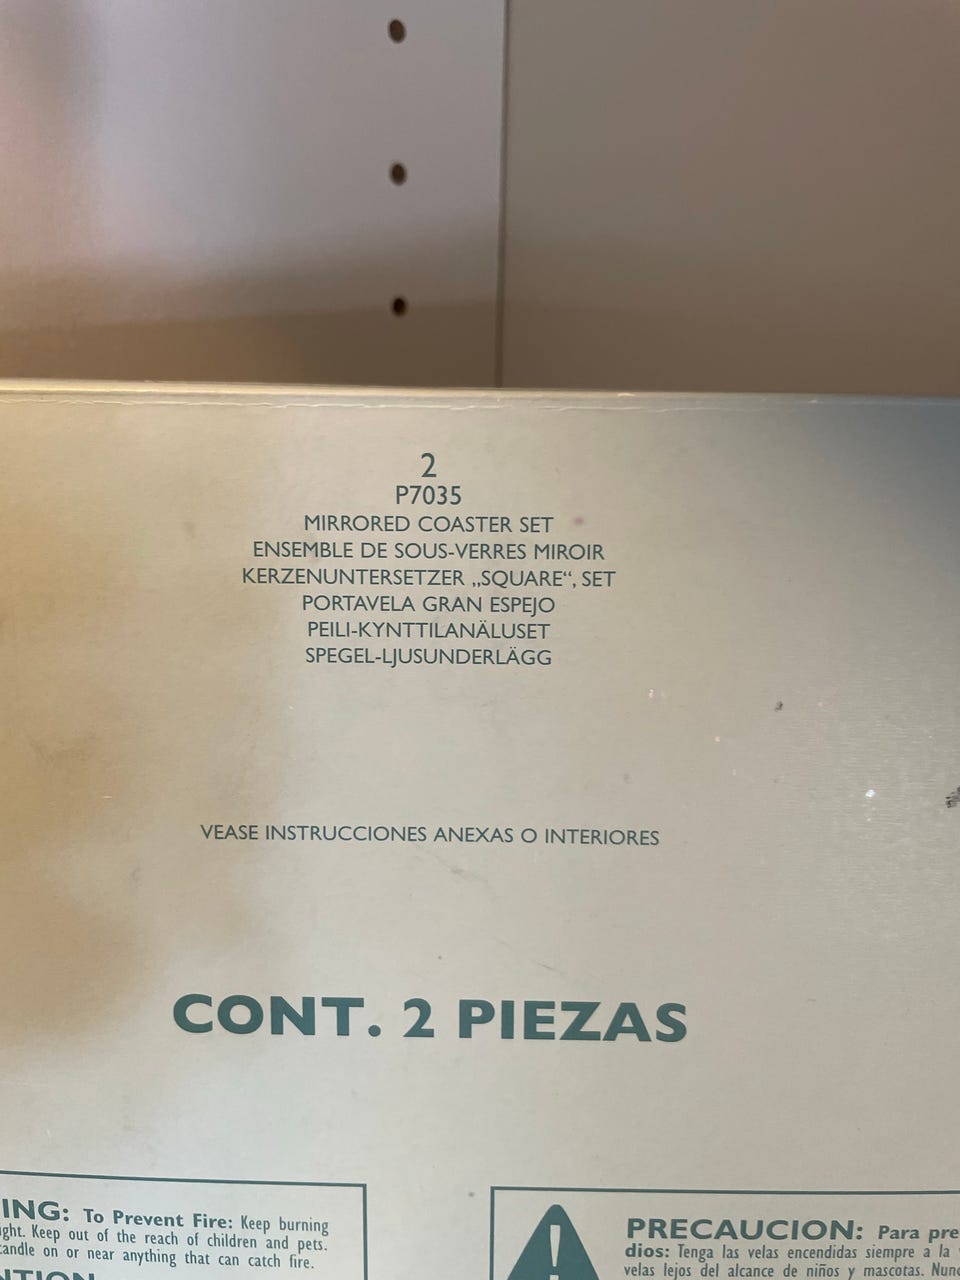 2
P7035
MIRRORED COASTER SET
ENSEMBLE DE SOUS-VERRES MIROIR
KERZENUNTERSETZER „SQUARE“, SET
PORTAVELA GRAN ESPEJO
PEILI-KYNTTILANÄLUSET
SPEGEL-LJUSUNDERLÄGG
VEASE INSTRUCCIONES ANEXAS O INTERIORES
CONT. 2 PIEZAS
ING: To Prevent Fire: Keep burning
ght. Keep out of the reach of children and pets.
candle on or near anything that can catch fire.
NTION
PRECAUCION: Para pre
dios: Tenga las velas encendidas siempre a la
velas lejos del alcance de niños y mascotas. Nunc